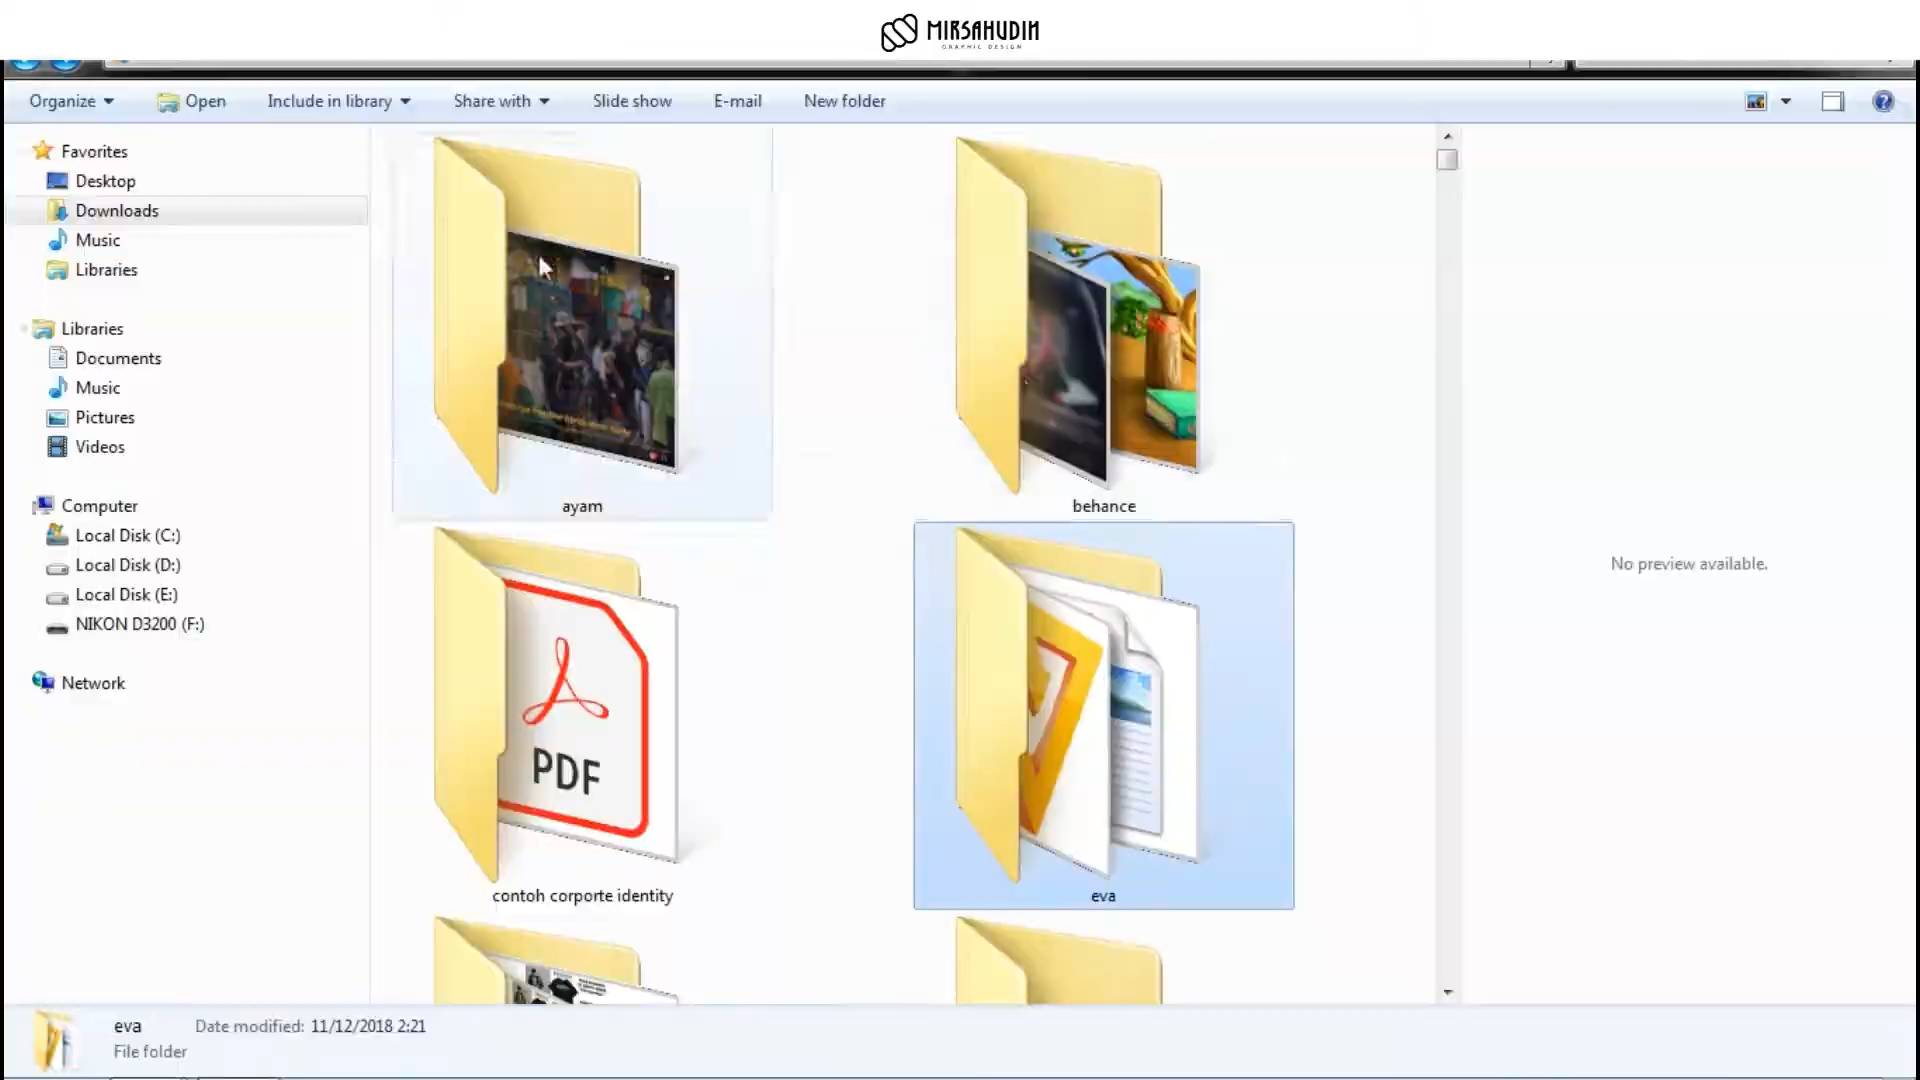 MIRSAHUDIN
GRAPHIC DESIGN
Organize
Open
Include in library
Share with
Slide show
E-mail
New folder
Favorites
Desktop
Downloads
Music
Libraries
Libraries
Documents
Music
Pictures
Videos
Computer
Local Disk (C:)
Local Disk (D:)
Local Disk (E:)
NIKON D3200 (F:)
Network
ayam
behance
PDF
contoh corporte identity
eva
No preview available.
eva
Date modified: 11/12/2018 2:21
File folder